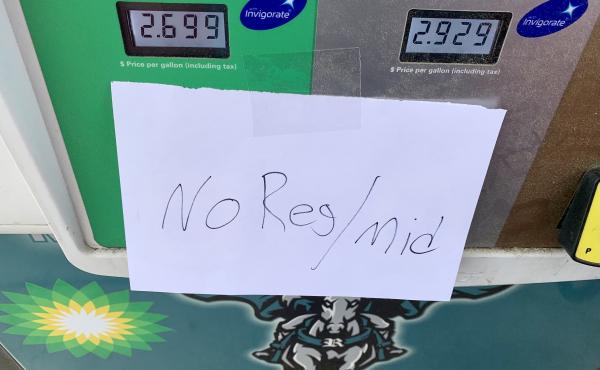 2.699
Invigorate®
2.929
Invigorate®
$ Price per gallon (including tax)
$ Price per gallon (including tax)
No Reg/Mid
R
P